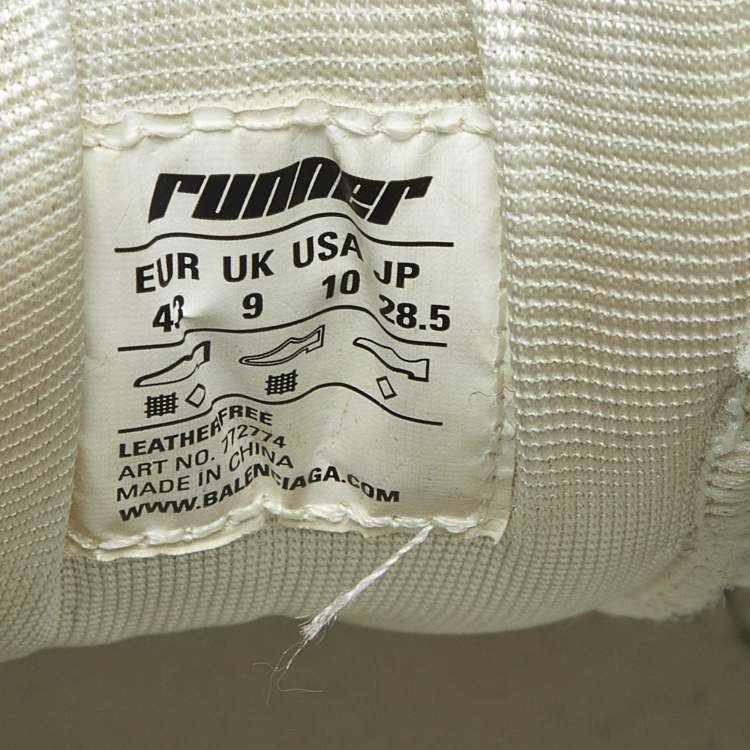 runner
EUR UK USA JP
43 9 10 28.5
LEATHER FREE
ART NO. 772774
MADE IN CHINA
WWW.BALENCIAGA.COM